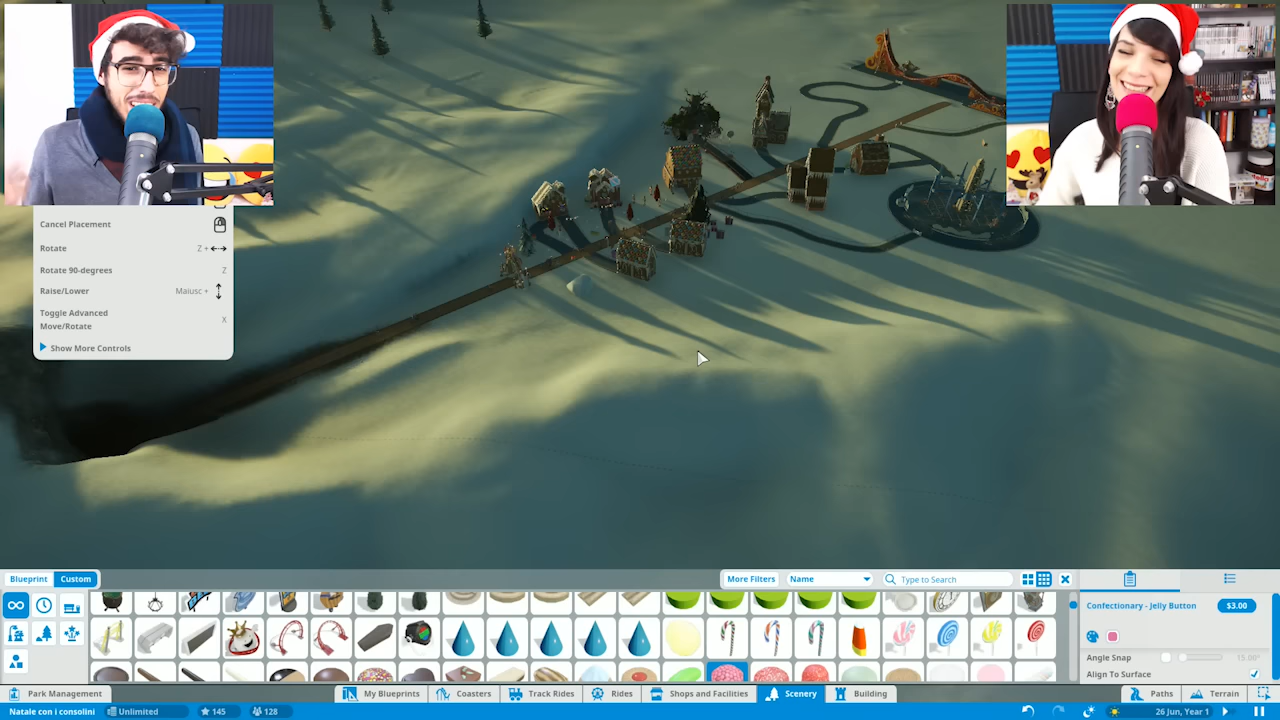 Cancel Placement
Rotate Z +
Rotate 90-degrees Z
Raise/Lower Maiusc +
Toggle Advanced
Move/Rotate X
Show More Controls
Blueprint Custom
More Filters Name Type to Search
Confectionary - Jelly Button $3.00
Angle Snap 15.00°
Align To Surface
Park Management My Blueprints Coasters Track Rides Rides Shops and Facilities Scenery Building Paths Terrain
Natale con i consolini Unlimited 145 128 26 Jun, Year 1